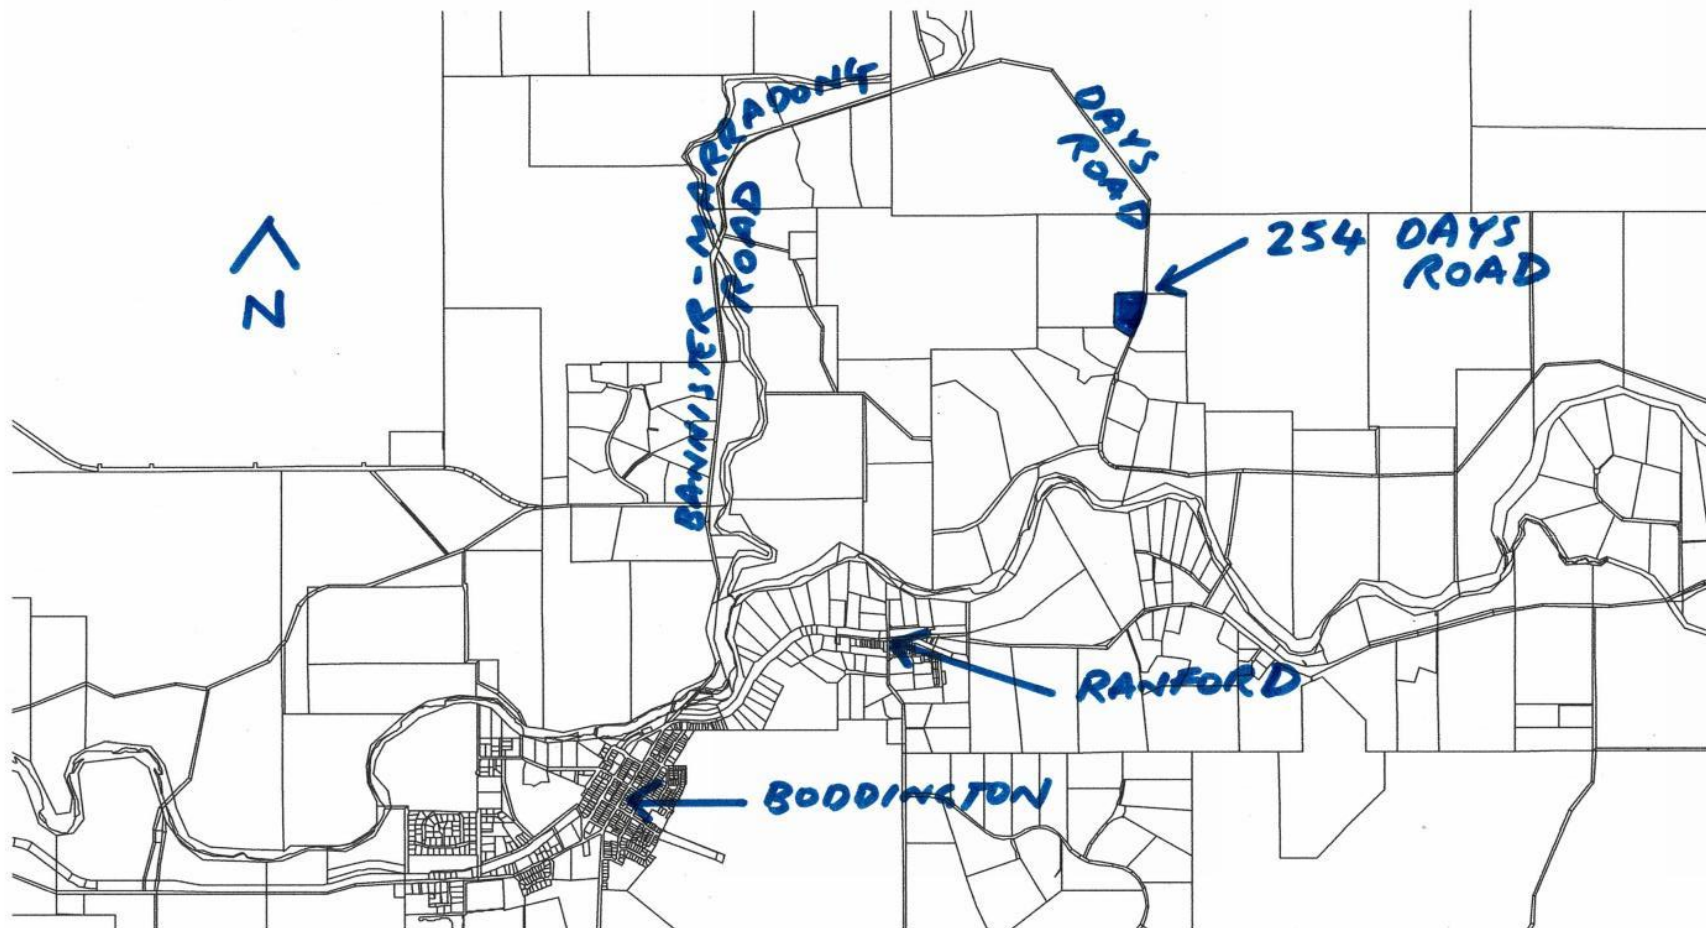 BANNISTER-MARRADONG
ROAD
DAYS
ROAD
254 DAYS
ROAD
N
RANFORD
BODDINGTON